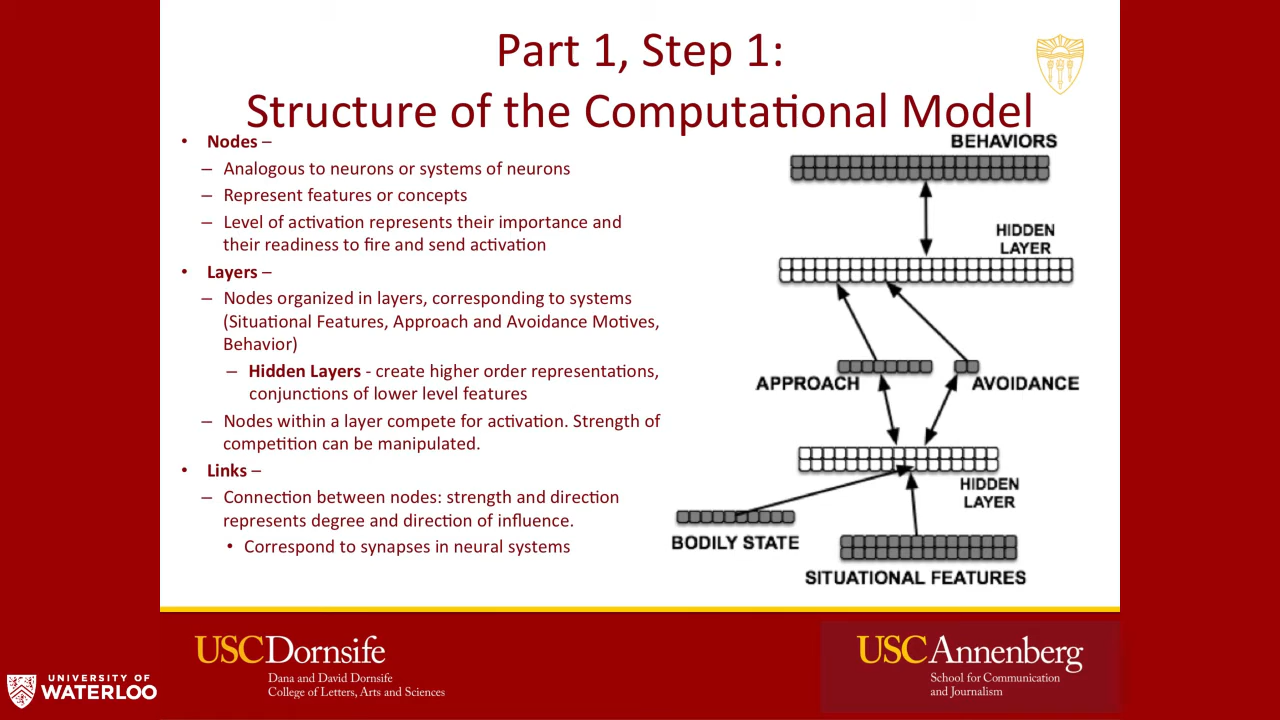 Part 1, Step 1:
Structure of the Computational Model
• Nodes –
– Analogous to neurons or systems of neurons
– Represent features or concepts
– Level of activation represents their importance and
their readiness to fire and send activation
• Layers –
– Nodes organized in layers, corresponding to systems
(Situational Features, Approach and Avoidance Motives,
Behavior)
– Hidden Layers - create higher order representations,
conjunctions of lower level features
– Nodes within a layer compete for activation. Strength of
competition can be manipulated.
• Links –
– Connection between nodes: strength and direction
represents degree and direction of influence.
• Correspond to synapses in neural systems
BEHAVIORS
HIDDEN
LAYER
APPROACH
AVOIDANCE
HIDDEN
LAYER
BODILY STATE
SITUATIONAL FEATURES
USC Dornsife
Dana and David Dornsife
College of Letters, Arts and Sciences
USC Annenberg
School for Communication
and Journalism
UNIVERSITY OF
WATERLOO